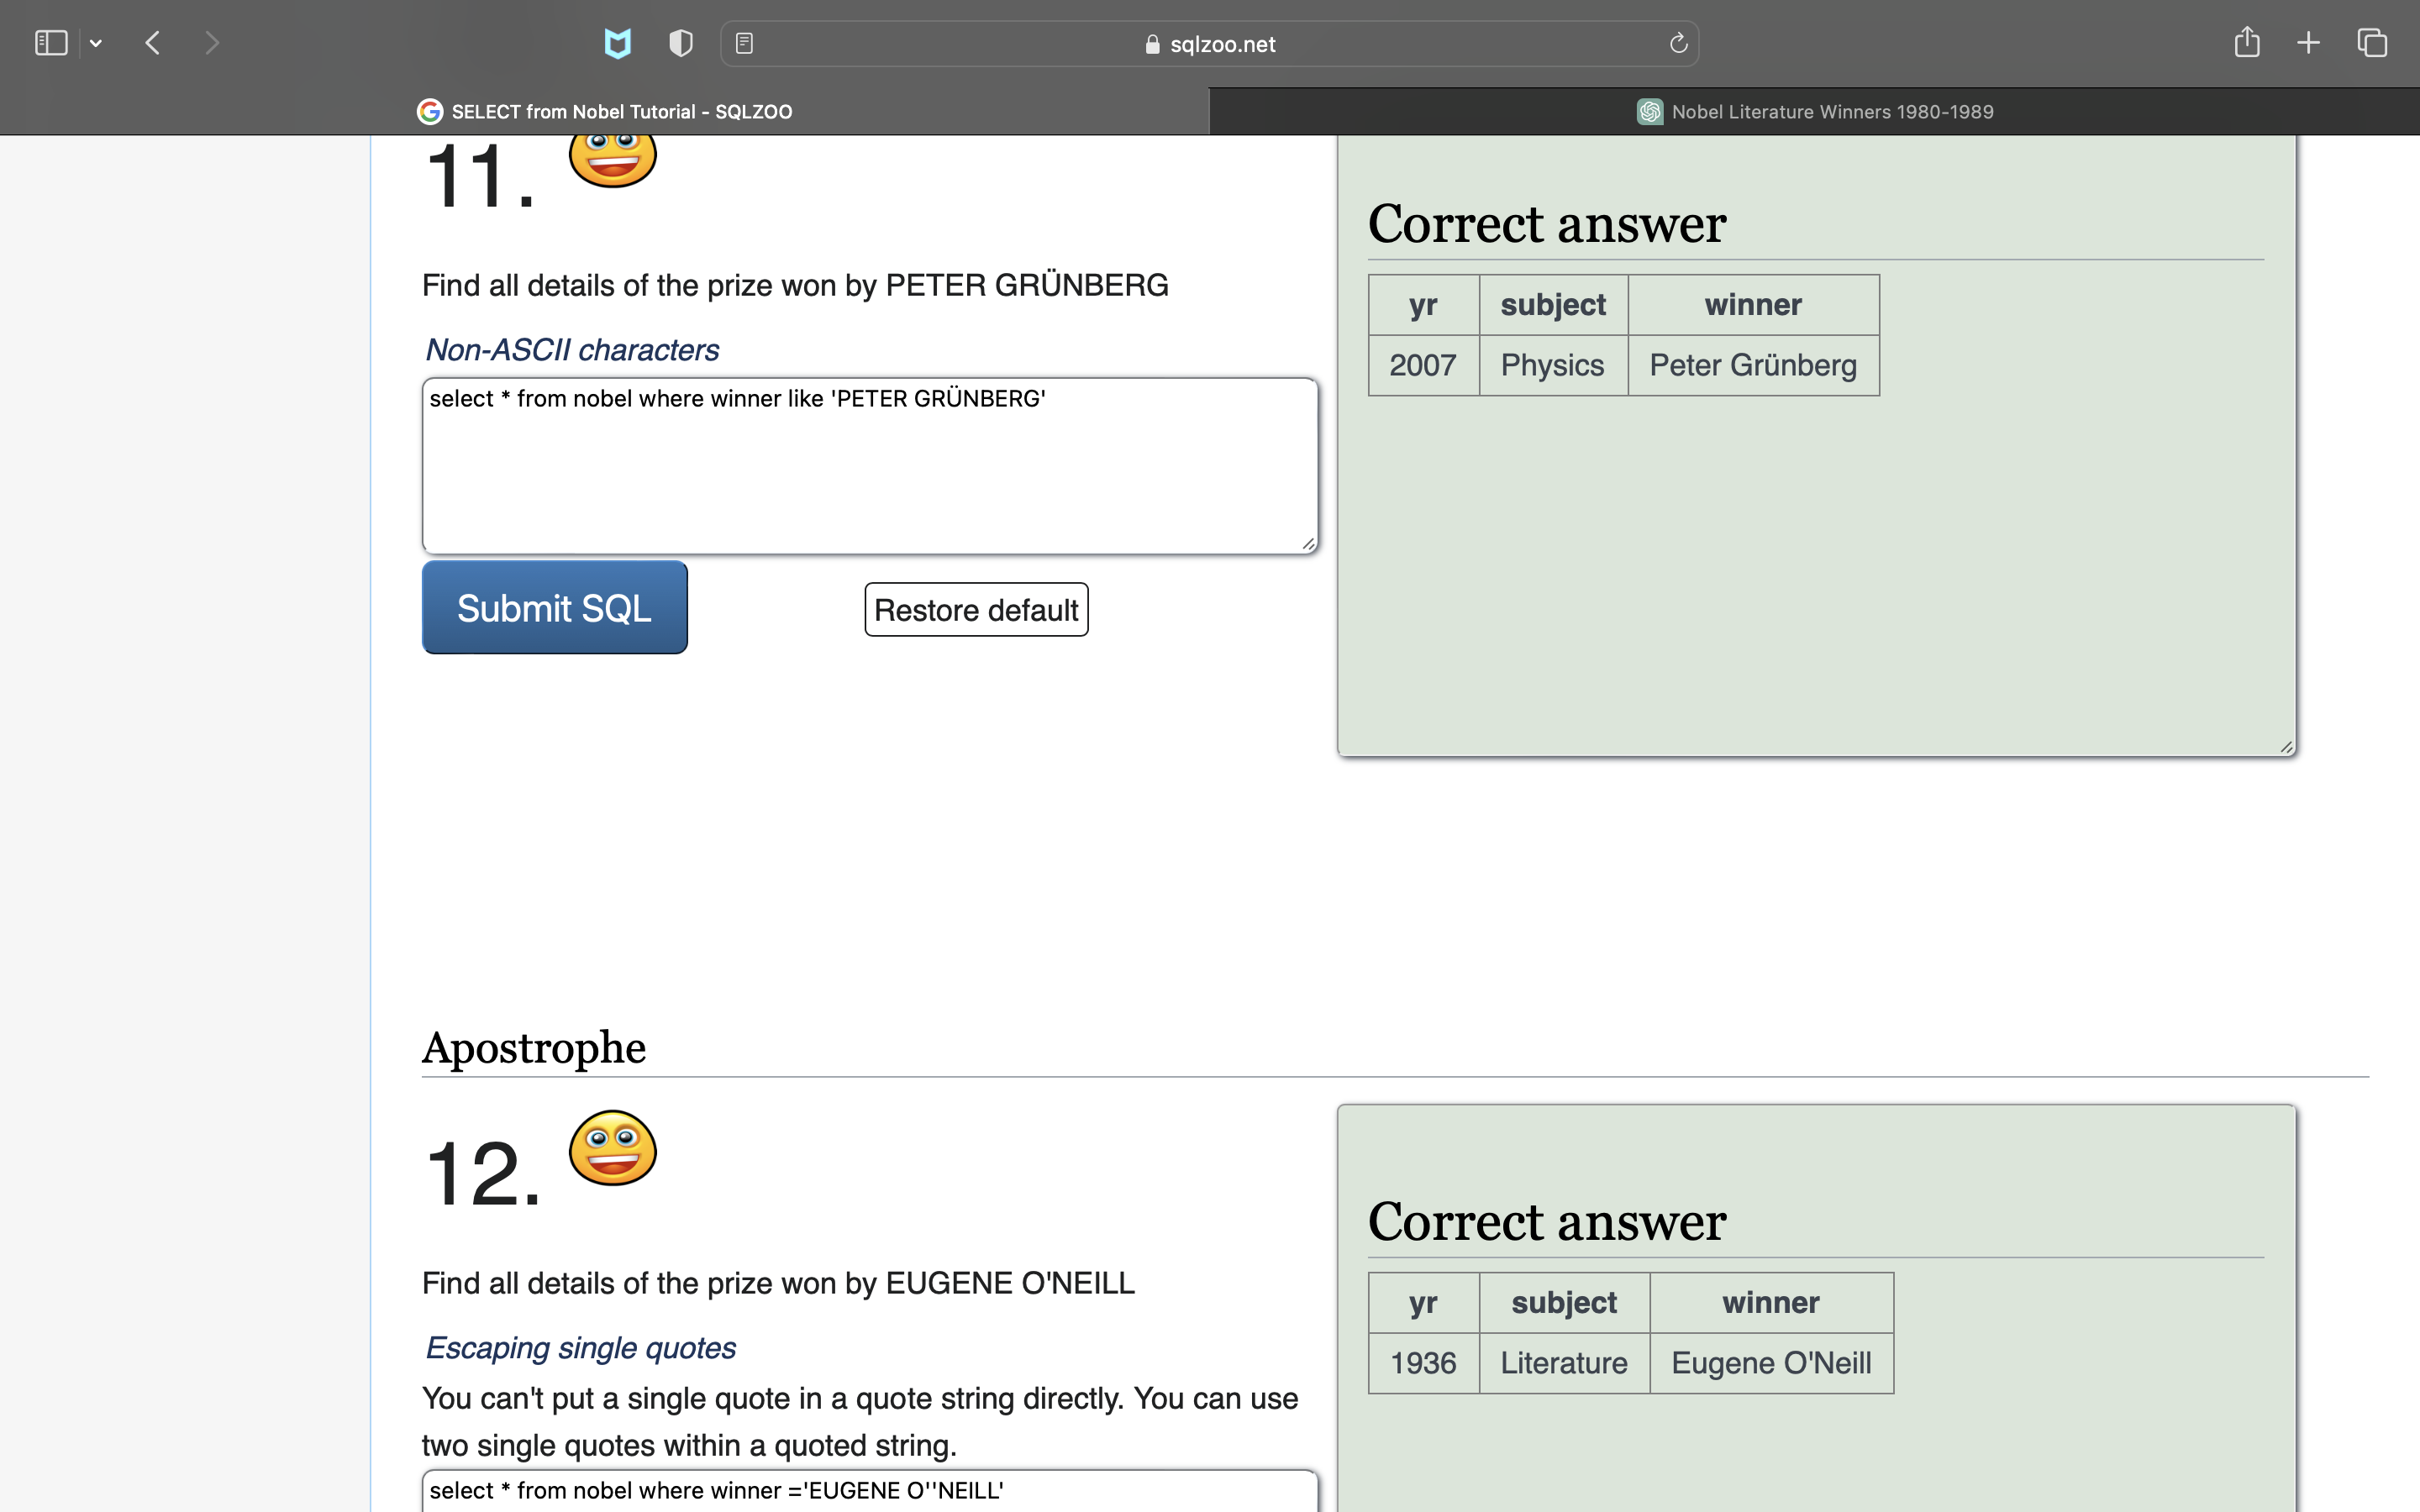 sqlzoo.net
SELECT from Nobel Tutorial - SQLZOO
Nobel Literature Winners 1980-1989
11.
Find all details of the prize won by PETER GRÜNBERG
Non-ASCII characters
select * from nobel where winner like 'PETER GRÜNBERG'
Submit SQL
Restore default
Correct answer
yr subject winner
2007 Physics Peter Grünberg
Apostrophe
12.
Find all details of the prize won by EUGENE O'NEILL
Escaping single quotes
You can't put a single quote in a quote string directly. You can use
two single quotes within a quoted string.
select * from nobel where winner ='EUGENE O''NEILL'
Correct answer
yr subject winner
1936 Literature Eugene O'Neill